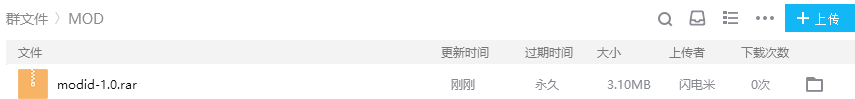 群文件 〉MOD + 上传
文件 更新时间 过期时间 大小 上传者 下载次数
modid-1.0.rar 刚刚 永久 3.10MB 闪电米 0次